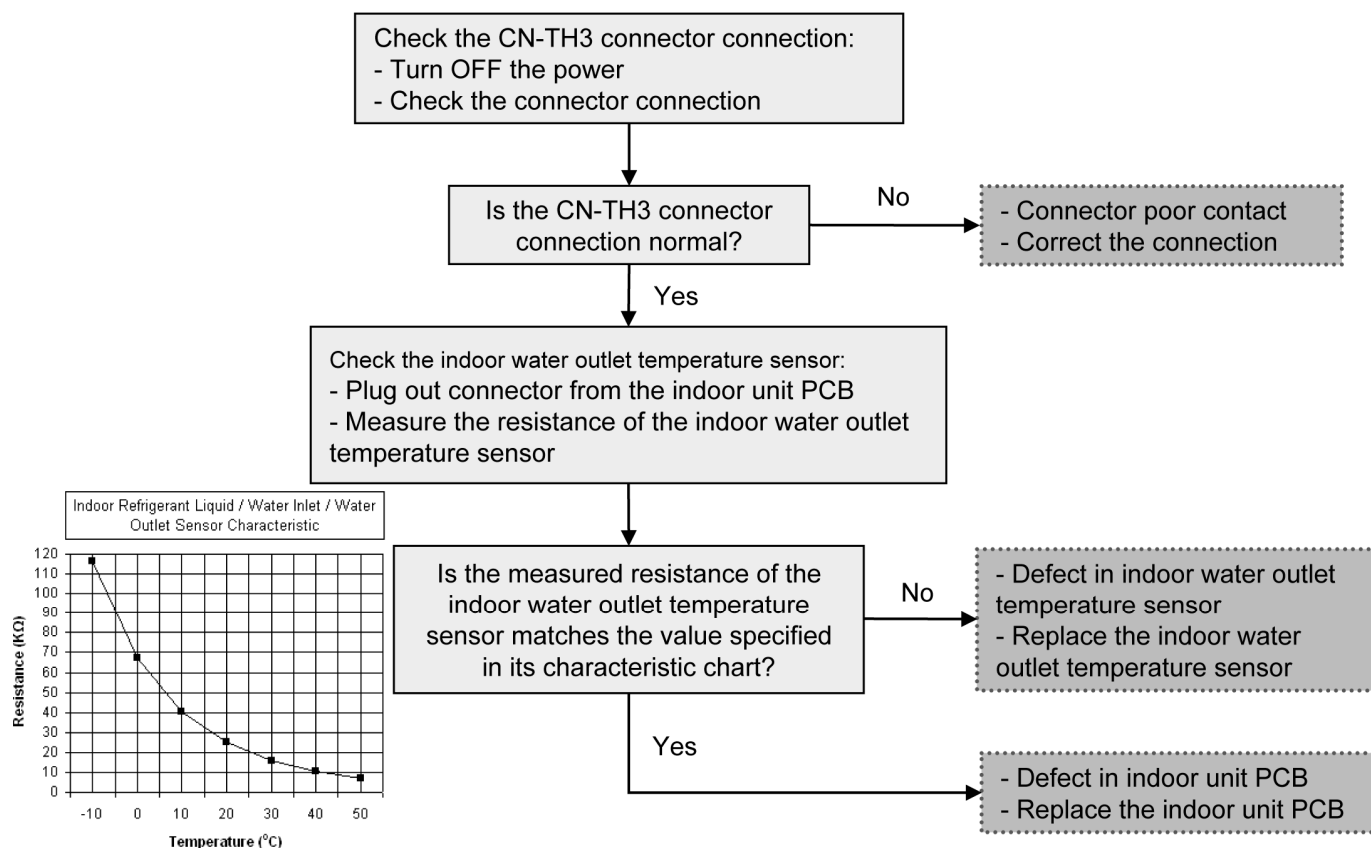 Check the CN-TH3 connector connection:
- Turn OFF the power
- Check the connector connection
Is the CN-TH3 connector
connection normal?
No
- Connector poor contact
- Correct the connection
Yes
Check the indoor water outlet temperature sensor:
- Plug out connector from the indoor unit PCB
- Measure the resistance of the indoor water outlet
temperature sensor
Indoor Refrigerant Liquid / Water Inlet / Water
Outlet Sensor Characteristic
120
110
100
90
80
70
60
50
40
30
20
10
0
Resistance (KΩ)
-10 0 10 20 30 40 50
Temperature (°C)
Is the measured resistance of the
indoor water outlet temperature
sensor matches the value specified
in its characteristic chart?
No
- Defect in indoor water outlet
temperature sensor
- Replace the indoor water
outlet temperature sensor
Yes
- Defect in indoor unit PCB
- Replace the indoor unit PCB